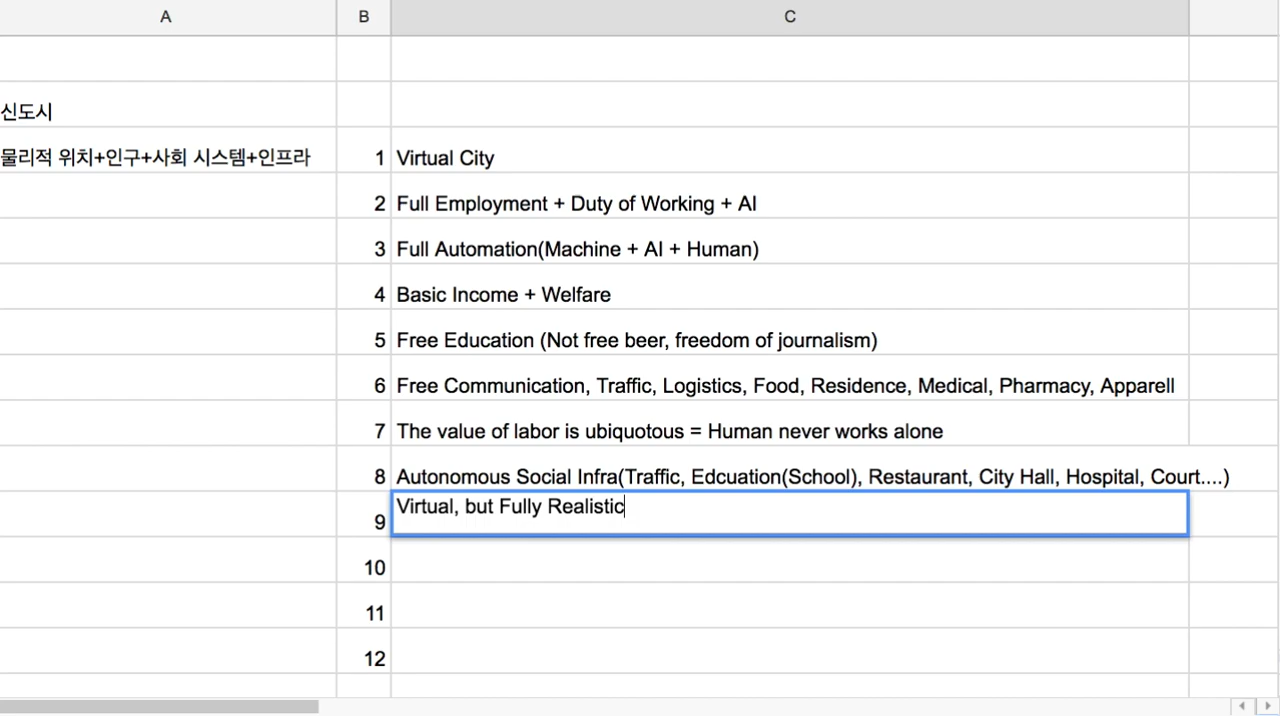 A B C
신도시
물리적 위치+인구+사회 시스템+인프라 1 Virtual City
2 Full Employment + Duty of Working + AI
3 Full Automation(Machine + AI + Human)
4 Basic Income + Welfare
5 Free Education (Not free beer, freedom of journalism)
6 Free Communication, Traffic, Logistics, Food, Residence, Medical, Pharmacy, Apparell
7 The value of labor is ubiquotous = Human never works alone
8 Autonomous Social Infra(Traffic, Edcuation(School), Restaurant, City Hall, Hospital, Court....)
9 Virtual, but Fully Realistic
10
11
12